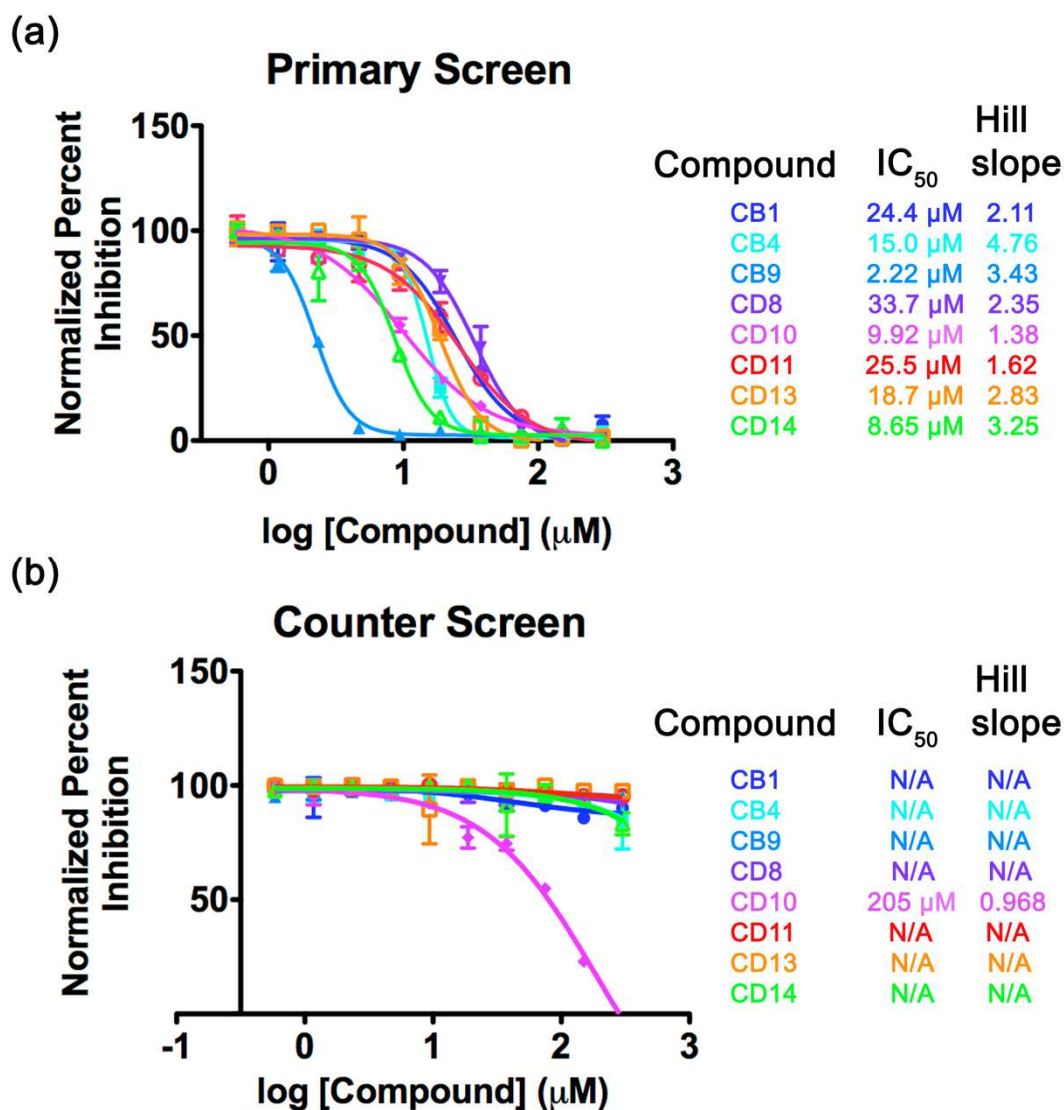 (a)
Primary Screen
Normalized Percent
Inhibition
150
100
50
0
0 1 2 3
log [Compound] (µM)
Compound IC50 Hill slope
CB1 24.4 µM 2.11
CB4 15.0 µM 4.76
CB9 2.22 µM 3.43
CD8 33.7 µM 2.35
CD10 9.92 µM 1.38
CD11 25.5 µM 1.62
CD13 18.7 µM 2.83
CD14 8.65 µM 3.25
(b)
Counter Screen
Normalized Percent
Inhibition
150
100
50
-1 0 1 2 3
log [Compound] (µM)
Compound IC50 Hill slope
CB1 N/A N/A
CB4 N/A N/A
CB9 N/A N/A
CD8 N/A N/A
CD10 205 µM 0.968
CD11 N/A N/A
CD13 N/A N/A
CD14 N/A N/A